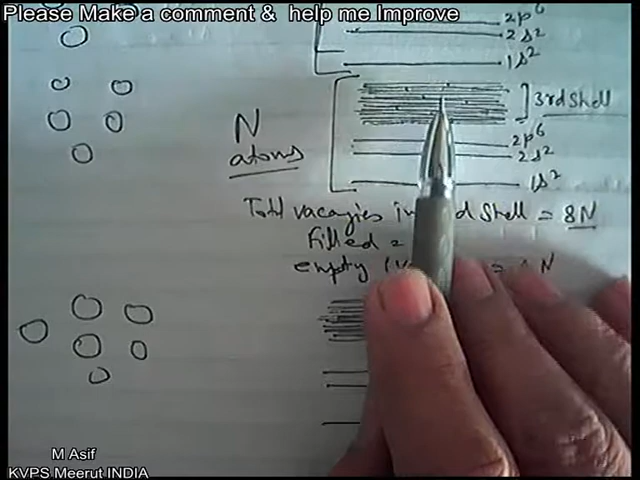 Please Make a comment & help me Improve
2p⁶
2s²
1s²
3rd shell
N
atoms
2p⁶
2s²
1s²
Total vacancies in shell = 8N
Filled =
empty = N
M Asif
KVPS Meerut INDIA